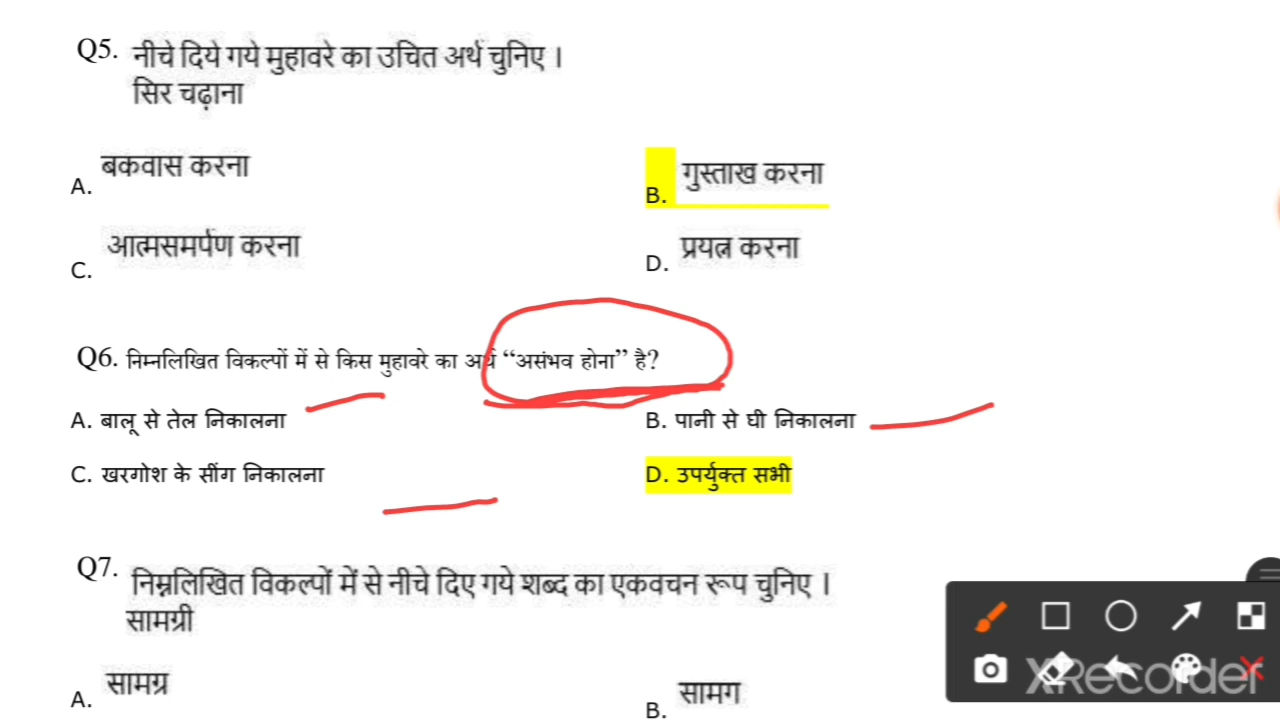 Q5. नीचे दिये गये मुहावरे का उचित अर्थ चुनिए ।
सिर चढ़ाना
A. बकवास करना
B. गुस्ताख करना
C. आत्मसमर्पण करना
D. प्रयत्न करना
Q6. निम्नलिखित विकल्पों में से किस मुहावरे का अर्थ “असंभव होना” है?
A. बालू से तेल निकालना
B. पानी से घी निकालना
C. खरगोश के सींग निकालना
D. उपर्युक्त सभी
Q7. निम्नलिखित विकल्पों में से नीचे दिए गये शब्द का एकवचन रूप चुनिए ।
सामग्री
A. सामग्र
B. सामग
XRecorder